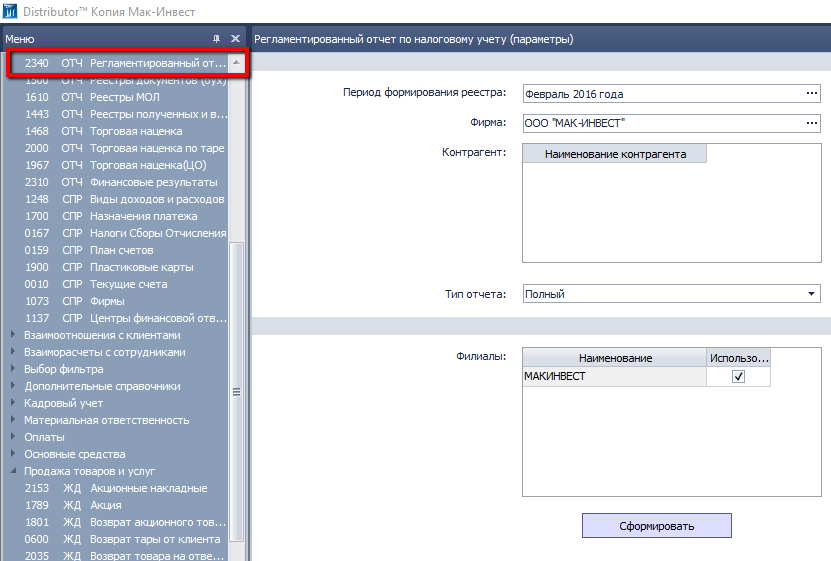 Distributor™ Копия Мак-Инвест
Меню
2340 ОТЧ Регламентированный от...
1500 ОТЧ Реестры документов (бух)
1610 ОТЧ Реестры МОЛ
1443 ОТЧ Реестры полученных и в...
1468 ОТЧ Торговая наценка
2000 ОТЧ Торговая наценка по таре
1967 ОТЧ Торговая наценка(ЦО)
2310 ОТЧ Финансовые результаты
1248 СПР Виды доходов и расходов
1700 СПР Назначения платежа
0167 СПР Налоги Сборы Отчисления
0159 СПР План счетов
1900 СПР Пластиковые карты
0010 СПР Текущие счета
1073 СПР Фирмы
1137 СПР Центры финансовой отв...
Взаимоотношения с клиентами
Взаиморасчеты с сотрудниками
Выбор фильтра
Дополнительные справочники
Кадровый учет
Материальная ответственность
Оплаты
Основные средства
Продажа товаров и услуг
2153 ЖД Акционные накладные
1789 ЖД Акция
1801 ЖД Возврат акционного тов...
0600 ЖД Возврат тары от клиента
2035 ЖД Возврат товара на отве...
Регламентированный отчет по налоговому учету (параметры)
Период формирования реестра: Февраль 2016 года ...
Фирма: ООО "МАК-ИНВЕСТ" ...
Контрагент: Наименование контрагента
Тип отчета: Полный
Филиалы: Наименование Использо...
МАКИНВЕСТ
Сформировать